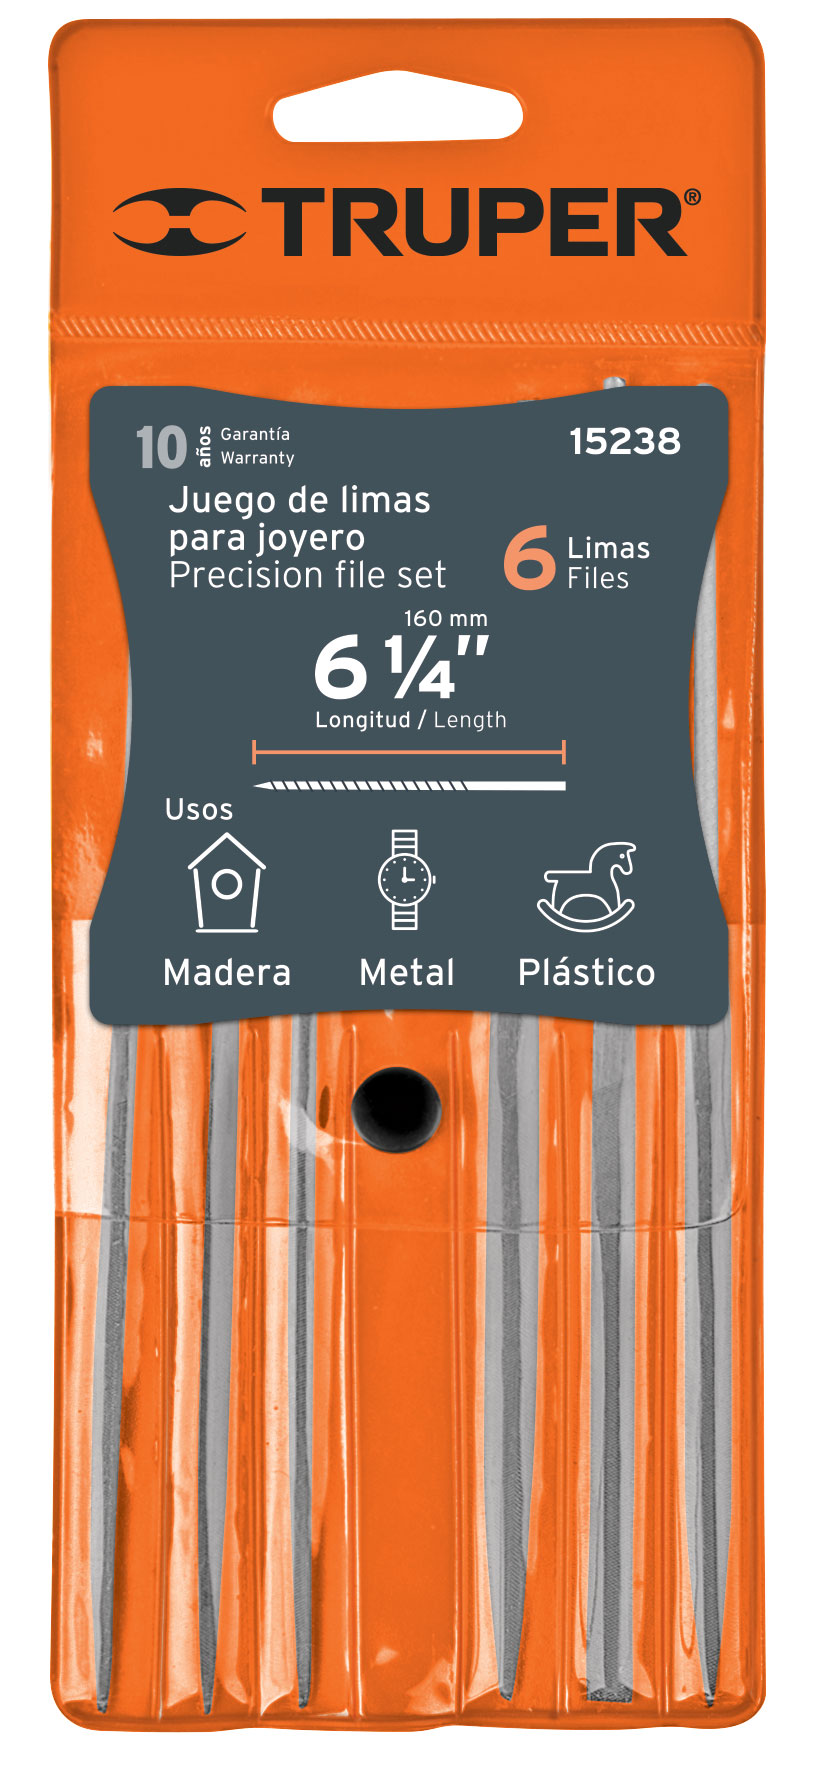 TRUPER®
10 años Garantía
Warranty
15238
Juego de limas
para joyero
Precision file set
6 Limas
Files
160 mm
6 ¼"
Longitud / Length
Usos
Madera Metal Plástico